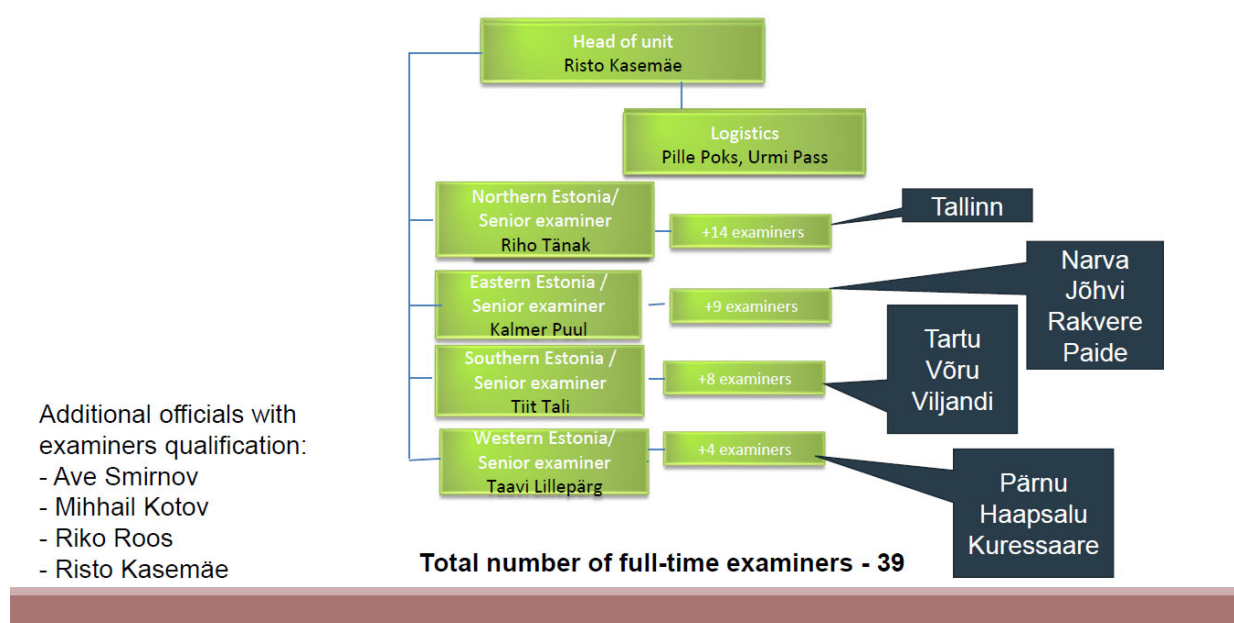 Head of unit
Risto Kasemäe
Logistics
Pille Poks, Urmi Pass
Northern Estonia/
Senior examiner
Riho Tänak
+14 examiners
Tallinn
Eastern Estonia /
Senior examiner
Kalmer Puul
+9 examiners
Narva
Jõhvi
Rakvere
Paide
Southern Estonia /
Senior examiner
Tiit Tali
+8 examiners
Tartu
Võru
Viljandi
Western Estonia/
Senior examiner
Taavi Lillepärg
+4 examiners
Pärnu
Haapsalu
Kuressaare
Additional officials with
examiners qualification:
- Ave Smirnov
- Mihhail Kotov
- Riko Roos
- Risto Kasemäe
Total number of full-time examiners - 39